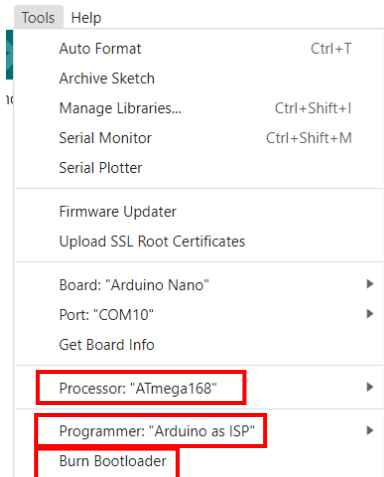 Tools Help
Auto Format Ctrl+T
Archive Sketch
Manage Libraries... Ctrl+Shift+I
Serial Monitor Ctrl+Shift+M
Serial Plotter
Firmware Updater
Upload SSL Root Certificates
Board: "Arduino Nano"
Port: "COM10"
Get Board Info
Processor: "ATmega168"
Programmer: "Arduino as ISP"
Burn Bootloader